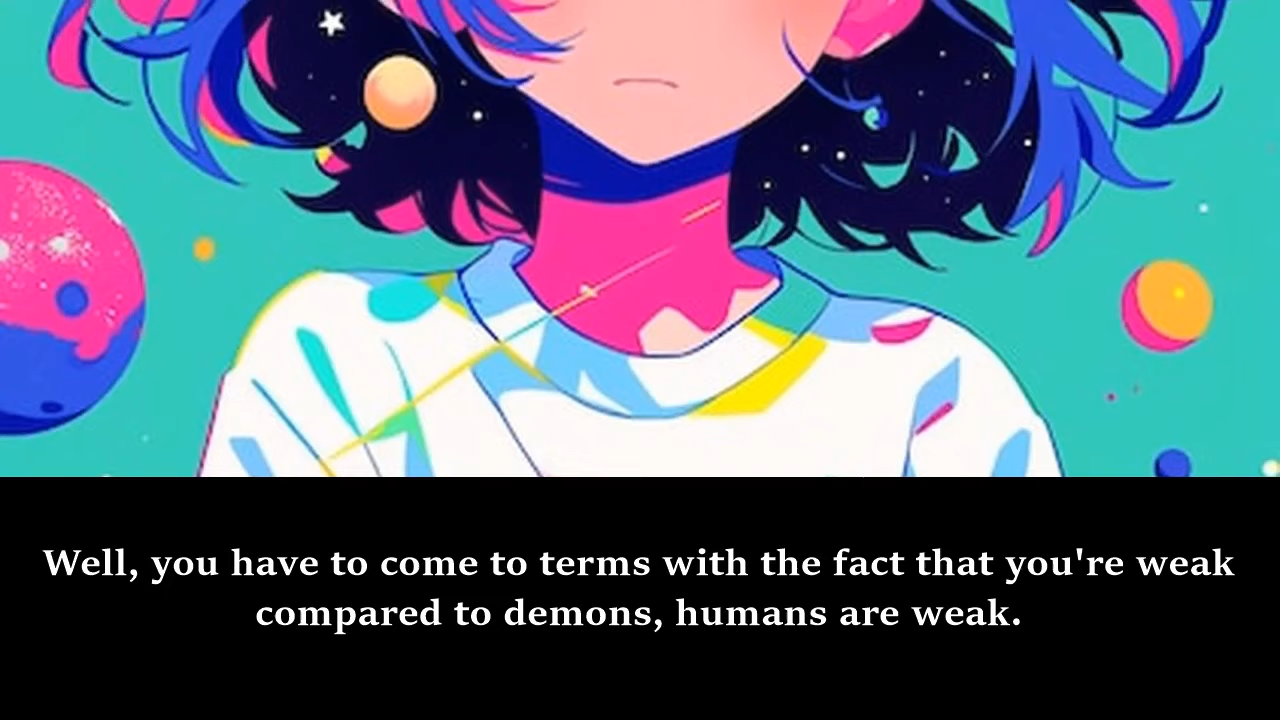 Well, you have to come to terms with the fact that you're weak
compared to demons, humans are weak.